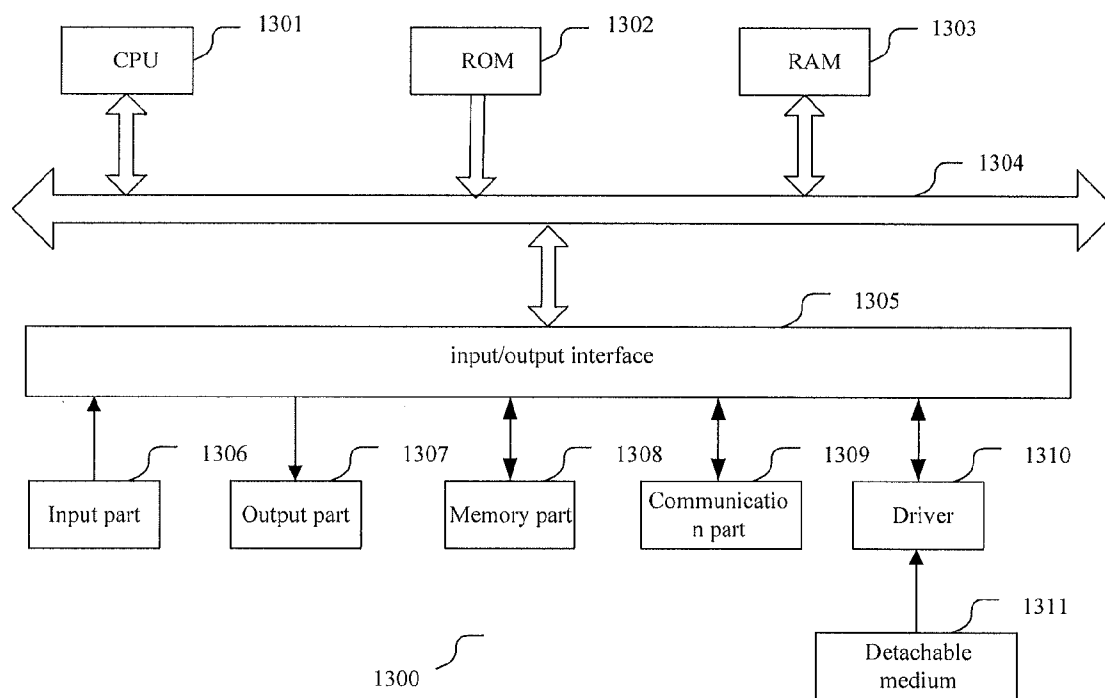 1301
1302
1303
CPU
ROM
RAM
1304
1305
input/output interface
1306
1307
1308
1309
1310
Input part
Output part
Memory part
Communicatio
n part
Driver
1311
Detachable
medium
1300